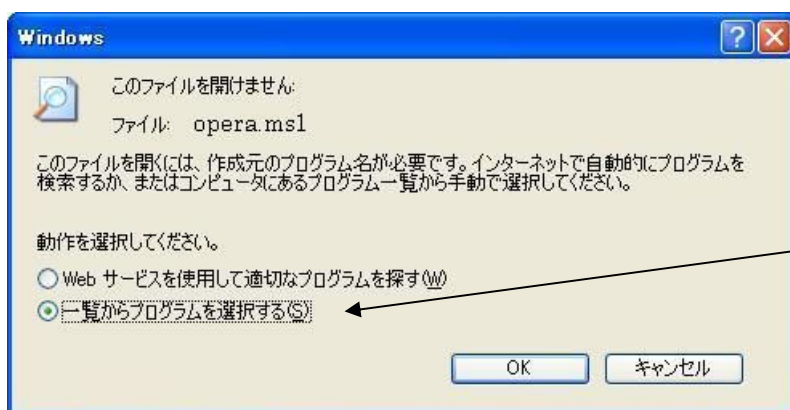 Windows
このファイルを開けません:
ファイル: opera.ms1
このファイルを開くには、作成元のプログラム名が必要です。インターネットで自動的にプログラムを
検索するか、またはコンピュータにあるプログラム一覧から手動で選択してください。
動作を選択してください。
Web サービスを使用して適切なプログラムを探す(W)
一覧からプログラムを選択する(S)
OK キャンセル